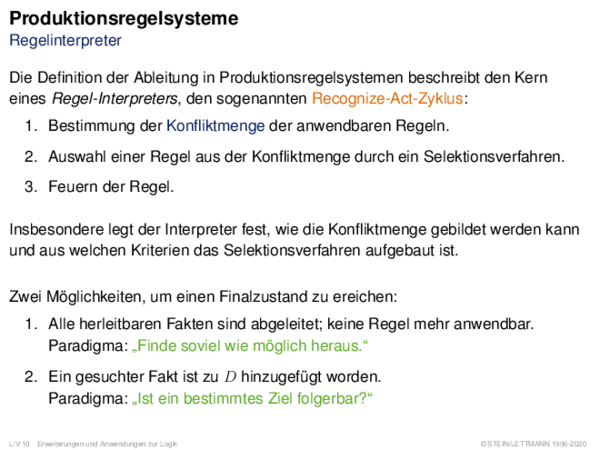 Produktionsregelsysteme
Regelinterpreter
Die Definition der Ableitung in Produktionsregelsystemen beschreibt den Kern
eines Regel-Interpreters, den sogenannten Recognize-Act-Zyklus:
1. Bestimmung der Konfliktmenge der anwendbaren Regeln.
2. Auswahl einer Regel aus der Konfliktmenge durch ein Selektionsverfahren.
3. Feuern der Regel.
Insbesondere legt der Interpreter fest, wie die Konfliktmenge gebildet werden kann
und aus welchen Kriterien das Selektionsverfahren aufgebaut ist.
Zwei Möglichkeiten, um einen Finalzustand zu ereichen:
1. Alle herleitbaren Fakten sind abgeleitet; keine Regel mehr anwendbar.
Paradigma: „Finde soviel wie möglich heraus.“
2. Ein gesuchter Fakt ist zu D hinzugefügt worden.
Paradigma: „Ist ein bestimmtes Ziel folgerbar?“
L:V-10 Erweiterungen und Anwendungen zur Logik ©STEIN/LETTMANN 1996-2020